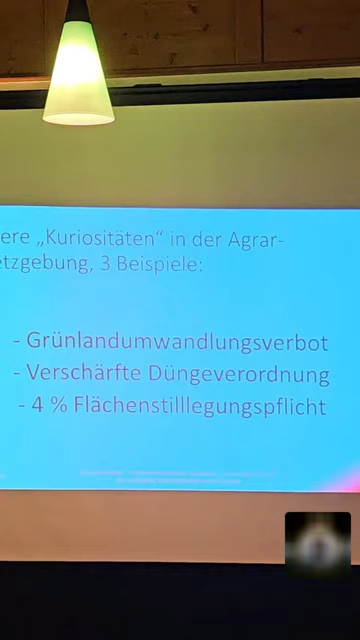 ere „Kuriositäten“ in der Agrar-
etzgebung, 3 Beispiele:
- Grünlandumwandlungsverbot
- Verschärfte Düngeverordnung
- 4 % Flächenstilllegungspflicht